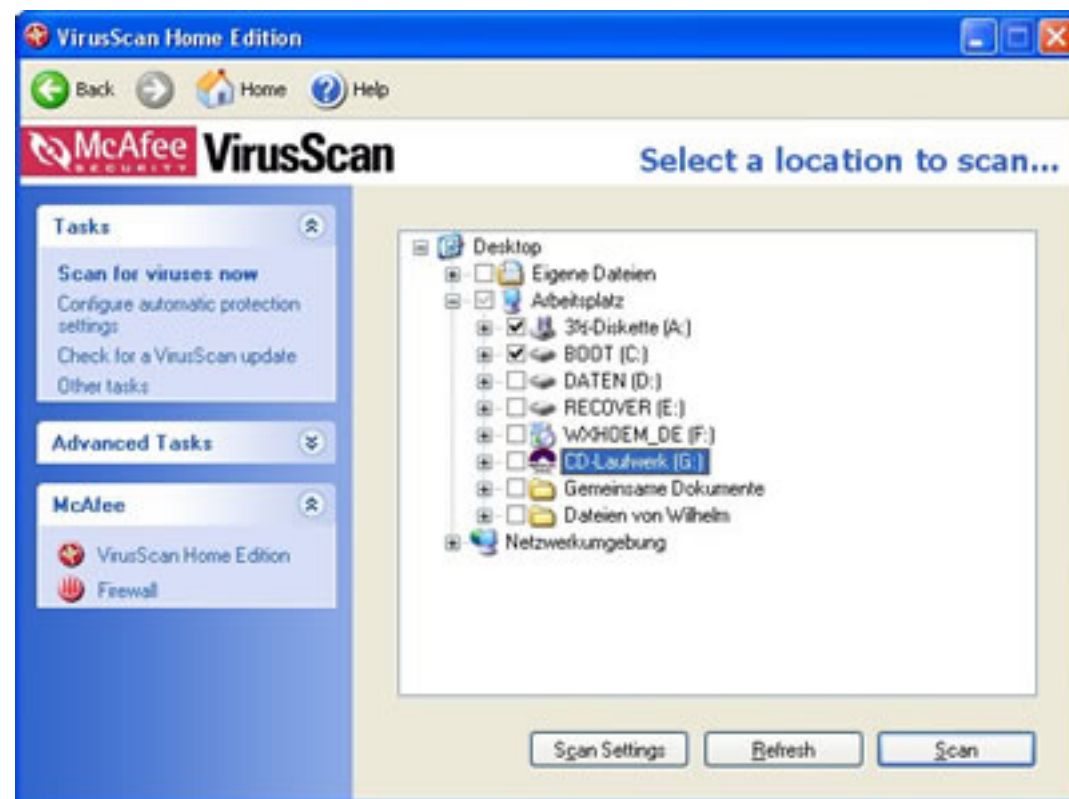 VirusScan Home Edition
Back Home Help
McAfee SECURITY VirusScan
Select a location to scan...
Tasks
Scan for viruses now
Configure automatic protection
settings
Check for a VirusScan update
Other tasks
Advanced Tasks
McAfee
VirusScan Home Edition
Firewall
Desktop
Eigene Dateien
Arbeitsplatz
3½-Diskette (A:)
BOOT (C:)
DATEN (D:)
RECOVER (E:)
WXHOEM_DE (F:)
CD-Laufwerk (G:)
Gemeinsame Dokumente
Dateien von Wilhelm
Netzwerkumgebung
Scan Settings Refresh Scan